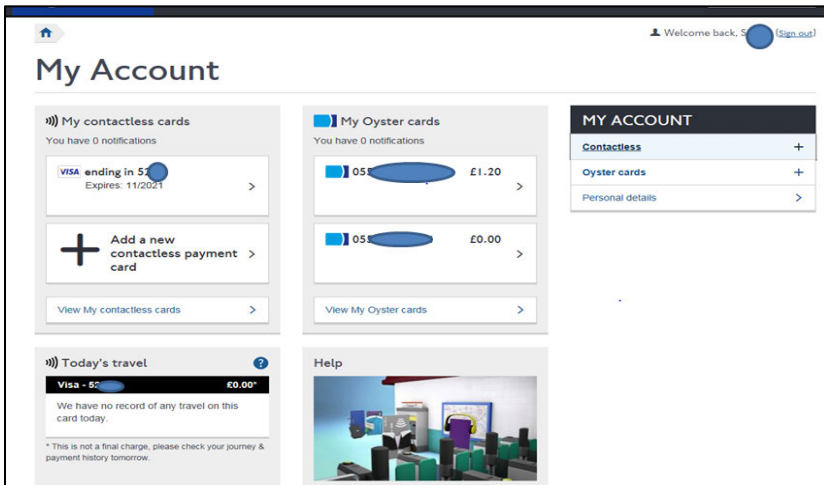 Welcome back, S (Sign out)
My Account
My contactless cards
You have 0 notifications
VISA ending in 52
Expires: 11/2021
Add a new
contactless payment
card
View My contactless cards
My Oyster cards
You have 0 notifications
055 £1.20
055 £0.00
View My Oyster cards
MY ACCOUNT
Contactless +
Oyster cards +
Personal details
Today's travel ?
Visa - 52 £0.00*
We have no record of any travel on this
card today.
* This is not a final charge, please check your journey &
payment history tomorrow.
Help